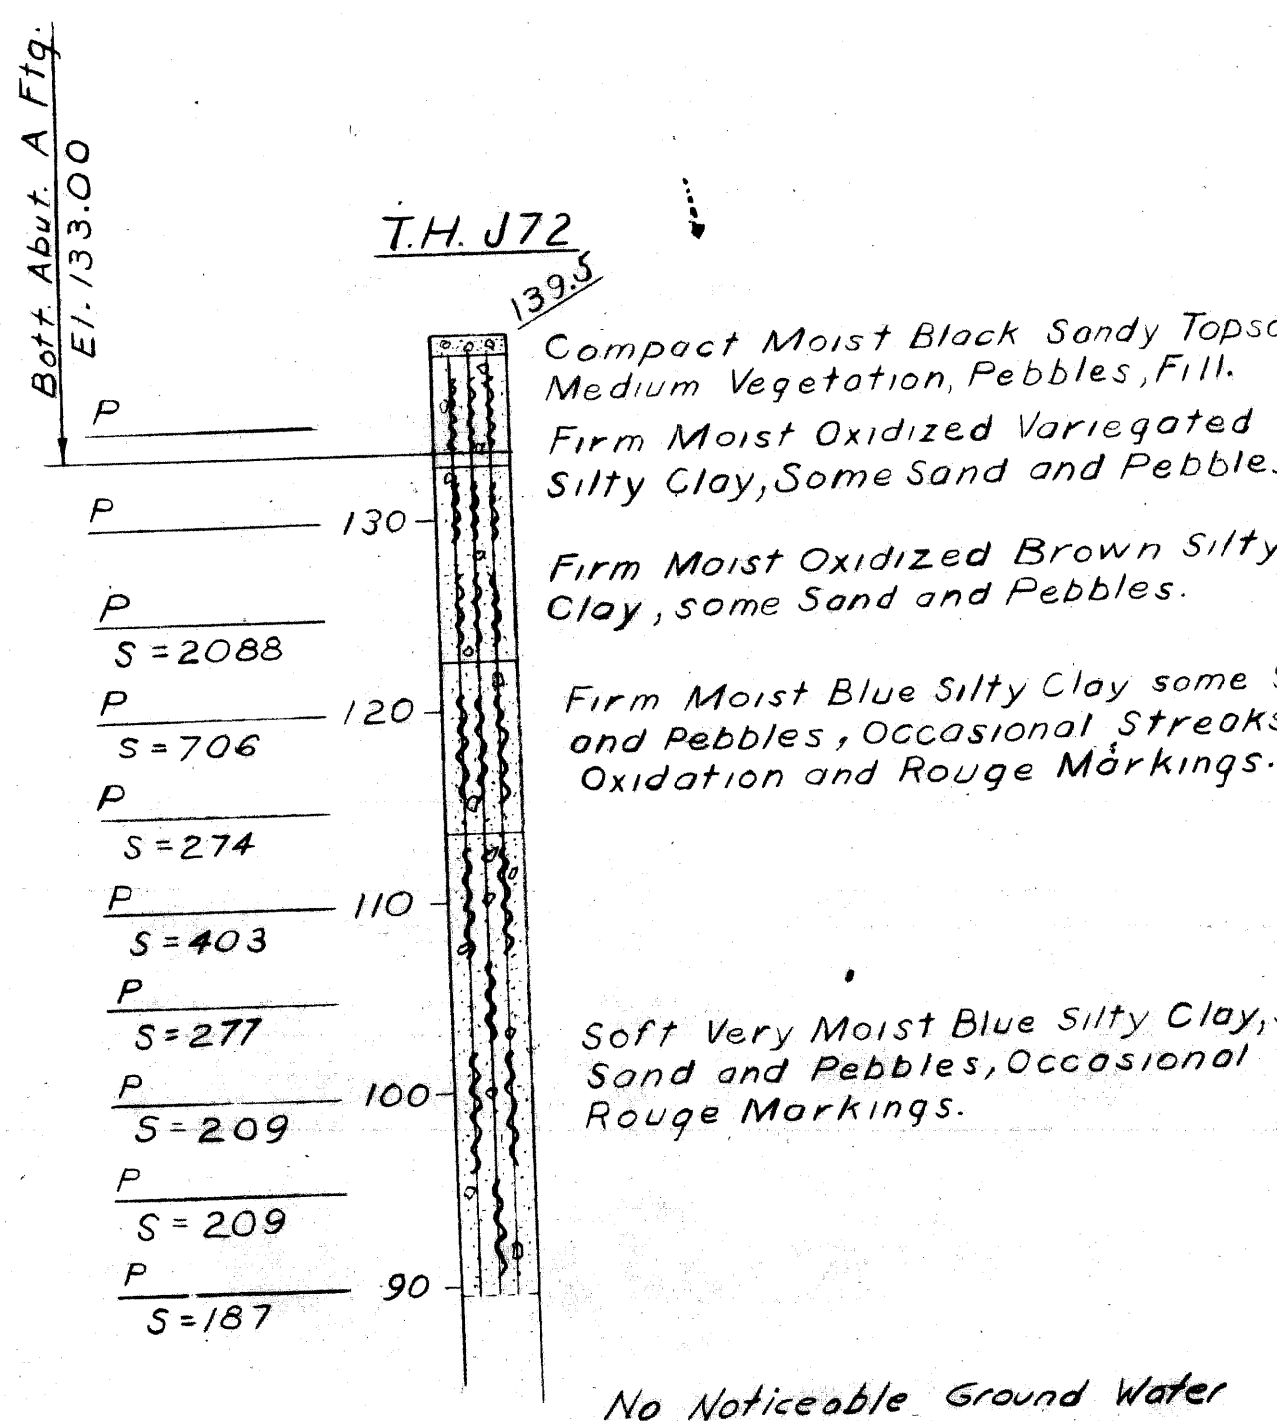 Bott. Abut. A Ftg.
El. 133.00
T.H. J72
139.5
Compact Moist Black Sandy
Medium Vegetation, Pebbles, Fill.
P
Firm Moist Oxidized Variegated
Silty Clay, Some Sand and
P
130
Firm Moist Oxidized Brown Silty
Clay, some Sand and Pebbles.
P
S = 2088
Firm Moist Blue Silty Clay some
P
120
and Pebbles, Occasional Streaks
S = 706
Oxidation and Rouge Markings.
P
S = 274
P
110
S = 403
P
S = 277
Soft Very Moist Blue Silty Clay,
Sand and Pebbles, Occasional
Rouge Markings.
P
100
S = 209
P
S = 209
P
90
S = 187
No Noticeable Ground Water